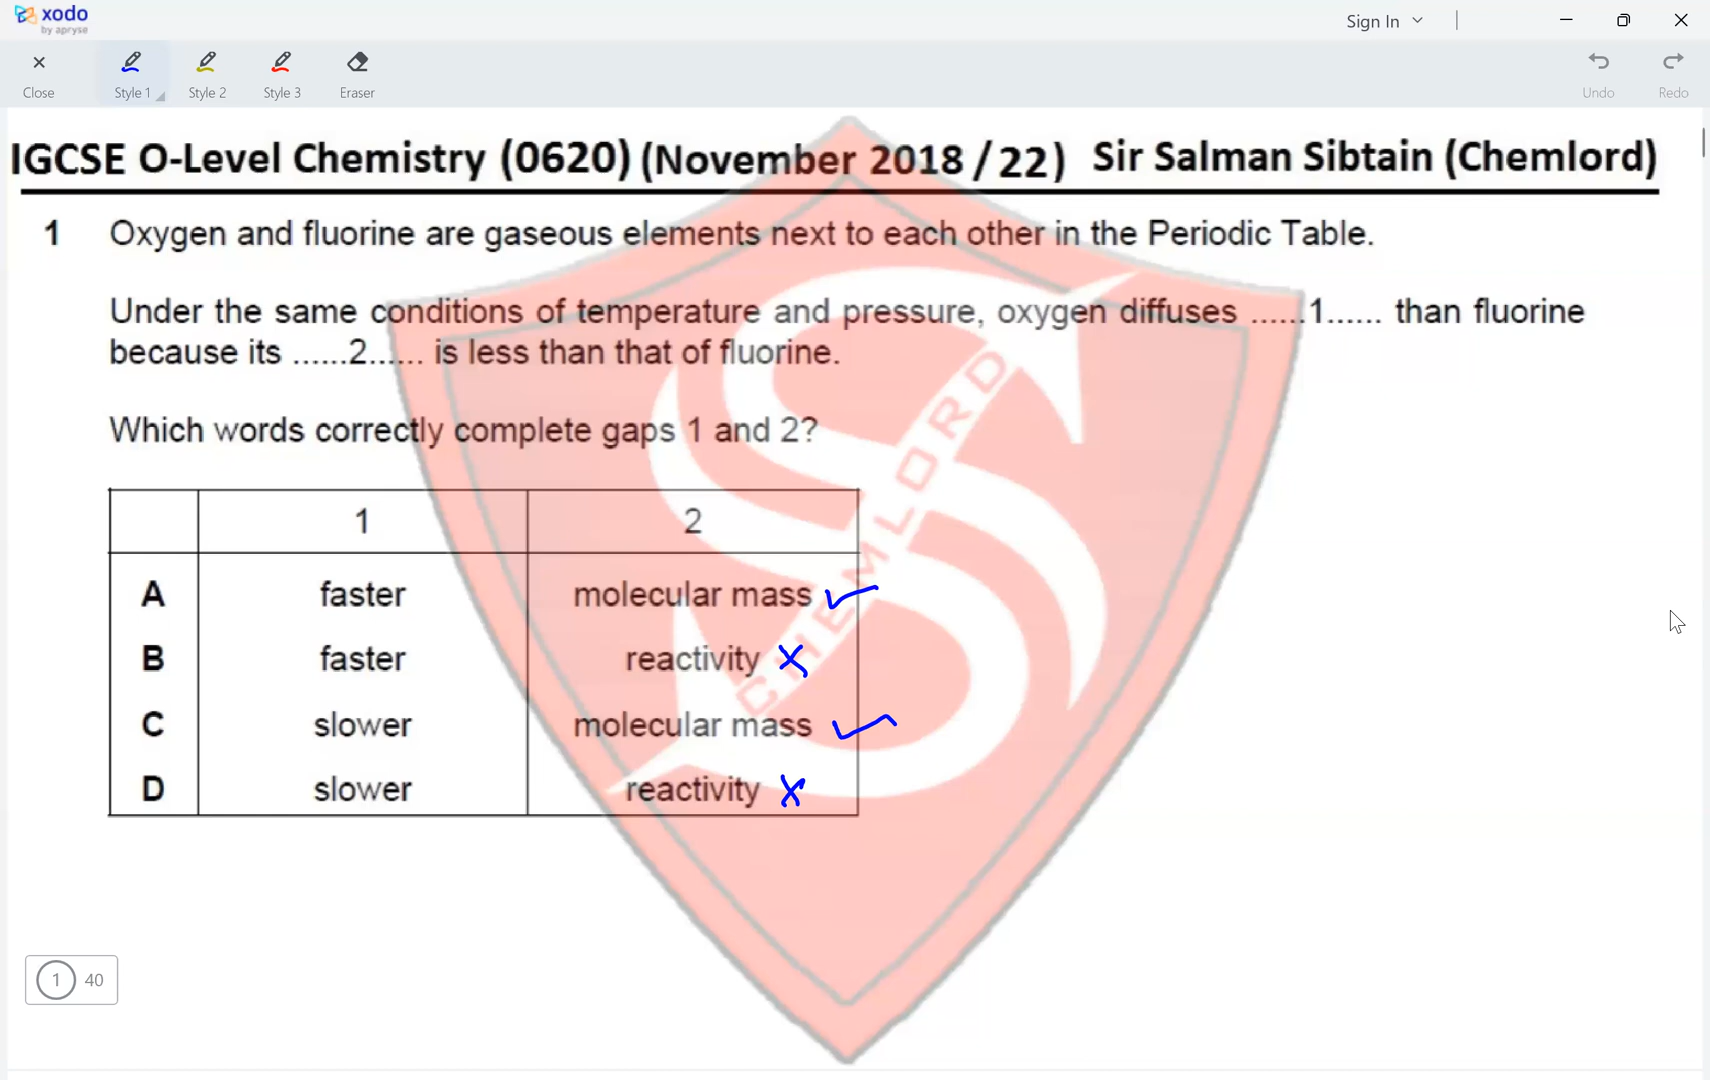 xodo
by apryse
Sign In
Close
Style 1
Style 2
Style 3
Eraser
Undo
Redo
IGCSE O-Level Chemistry (0620) (November 2018 / 22) Sir Salman Sibtain (Chemlord)
1 Oxygen and fluorine are gaseous elements next to each other in the Periodic Table.
Under the same conditions of temperature and pressure, oxygen diffuses ......1...... than fluorine
because its ......2...... is less than that of fluorine.
Which words correctly complete gaps 1 and 2?
1 2
A faster molecular mass ✓
B faster reactivity ✗
C slower molecular mass ✓
D slower reactivity ✗
CHEMLORD
1 40